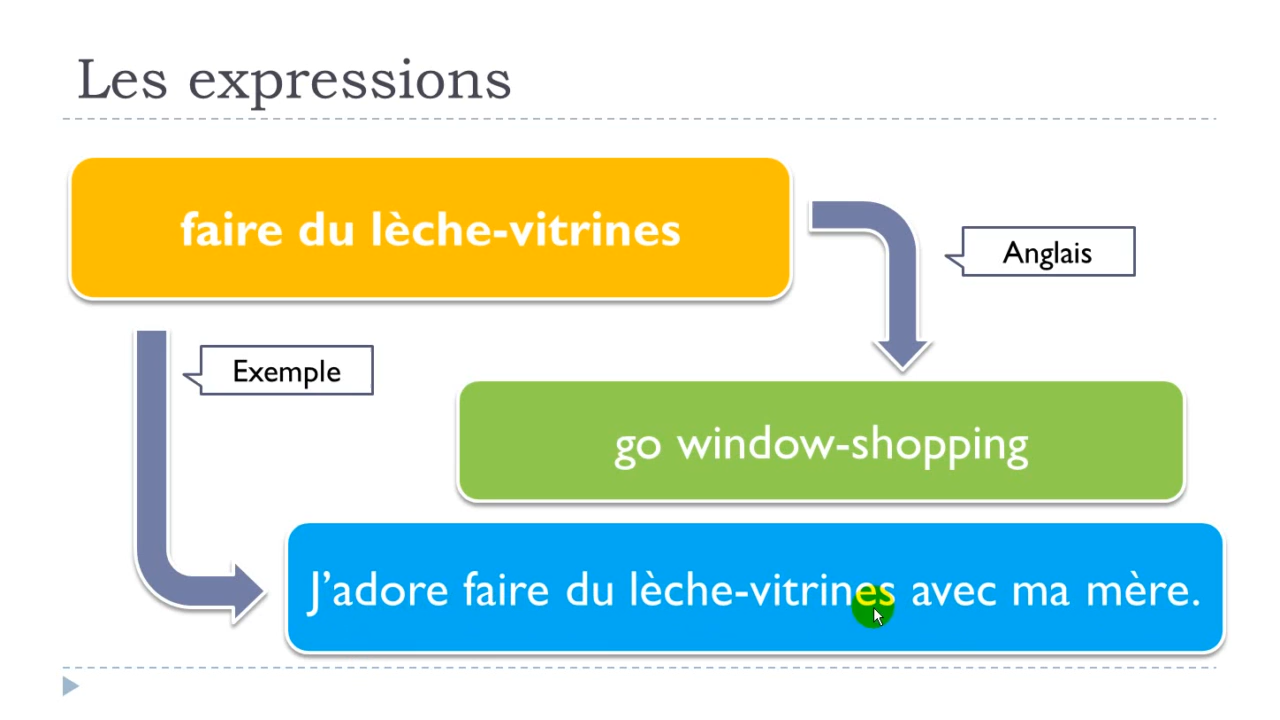 Les expressions
faire du lèche-vitrines
Anglais
Exemple
go window-shopping
J’adore faire du lèche-vitrines avec ma mère.